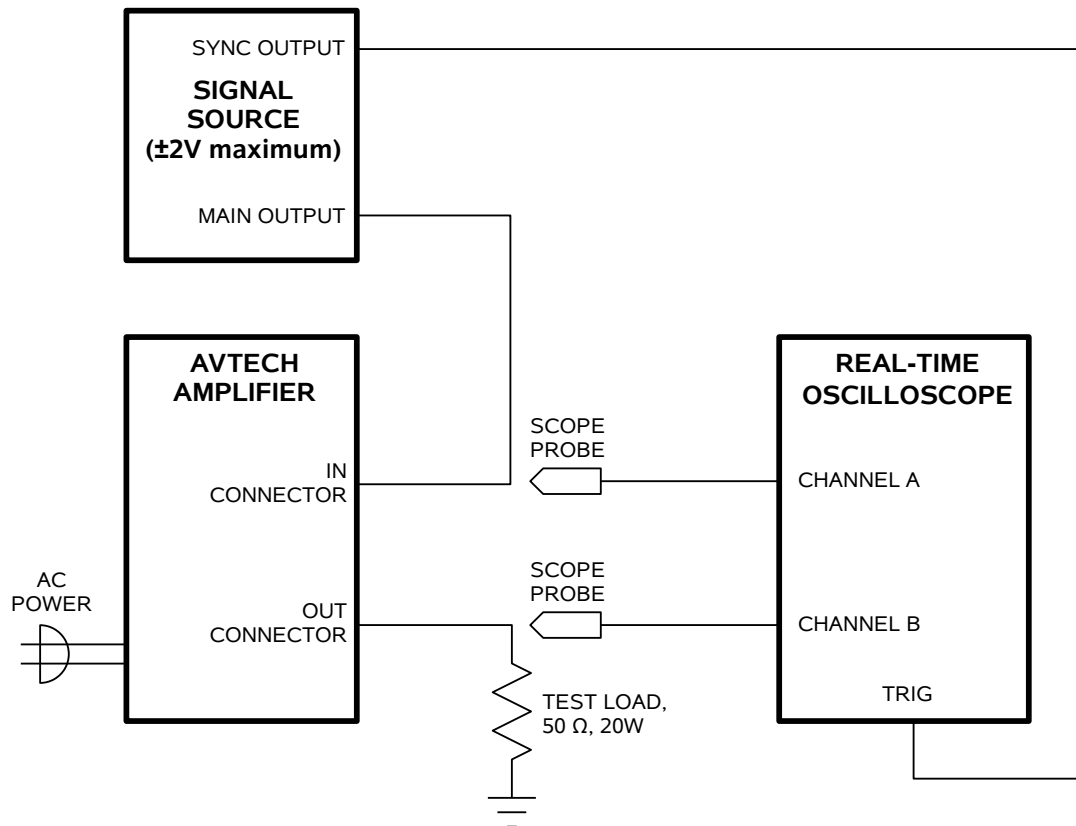 SYNC OUTPUT
SIGNAL
SOURCE
(±2V maximum)
MAIN OUTPUT
AVTECH
AMPLIFIER
IN
CONNECTOR
OUT
CONNECTOR
AC
POWER
SCOPE
PROBE
SCOPE
PROBE
TEST LOAD,
50 Ω, 20W
REAL-TIME
OSCILLOSCOPE
CHANNEL A
CHANNEL B
TRIG